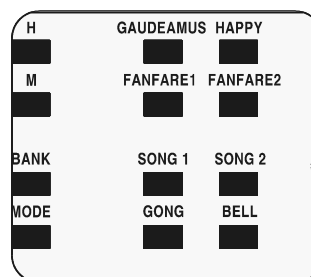 H GAUDEAMUS HAPPY
M FANFARE1 FANFARE2
BANK SONG 1 SONG 2
MODE GONG BELL